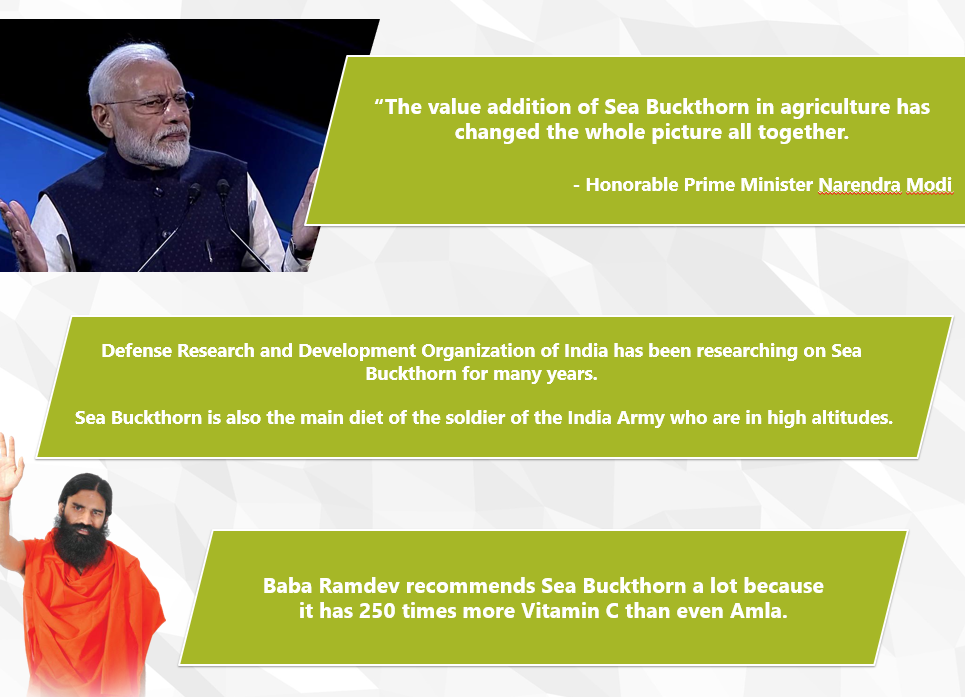 “The value addition of Sea Buckthorn in agriculture has
changed the whole picture all together.
- Honorable Prime Minister Narendra Modi
Defense Research and Development Organization of India has been researching on Sea
Buckthorn for many years.
Sea Buckthorn is also the main diet of the soldier of the India Army who are in high altitudes.
Baba Ramdev recommends Sea Buckthorn a lot because
it has 250 times more Vitamin C than even Amla.